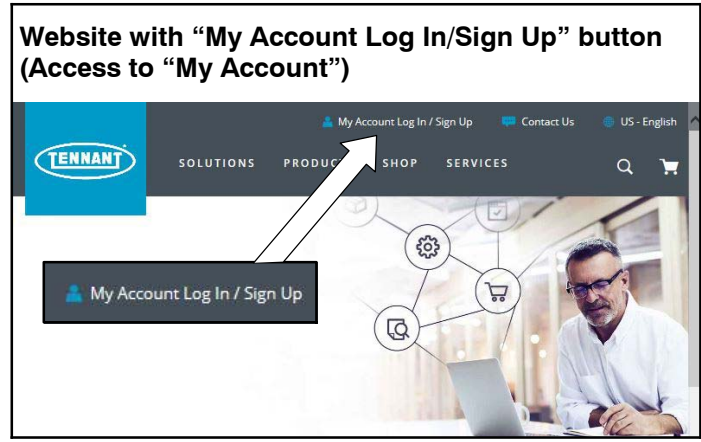 Website with “My Account Log In/Sign Up” button
(Access to “My Account”)
My Account Log In / Sign Up Contact Us US - English
TENNANT
SOLUTIONS PRODUCT SHOP SERVICES
My Account Log In / Sign Up